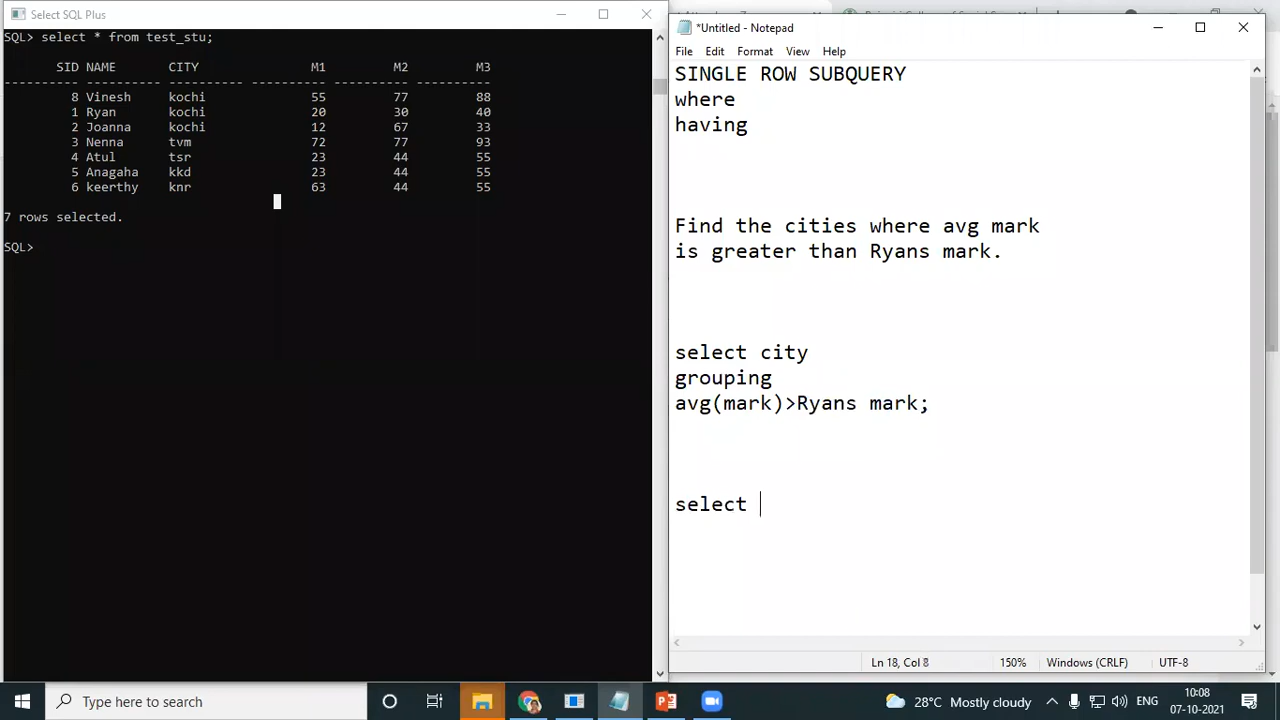 Select SQL Plus
SQL> select * from test_stu;
SID NAME CITY M1 M2 M3
---------- ---------- ---------- ---------- ---------- ----------
8 Vinesh kochi 55 77 88
1 Ryan kochi 20 30 40
2 Joanna kochi 12 67 33
3 Nenna tvm 72 77 93
4 Atul tsr 23 44 55
5 Anagaha kkd 23 44 55
6 keerthy knr 63 44 55
7 rows selected.
SQL>
*Untitled - Notepad
File Edit Format View Help
SINGLE ROW SUBQUERY
where
having
Find the cities where avg mark
is greater than Ryans mark.
select city
grouping
avg(mark)>Ryans mark;
select
Ln 18, Col 8 150% Windows (CRLF) UTF-8
Type here to search
28°C Mostly cloudy ENG
10:08
07-10-2021